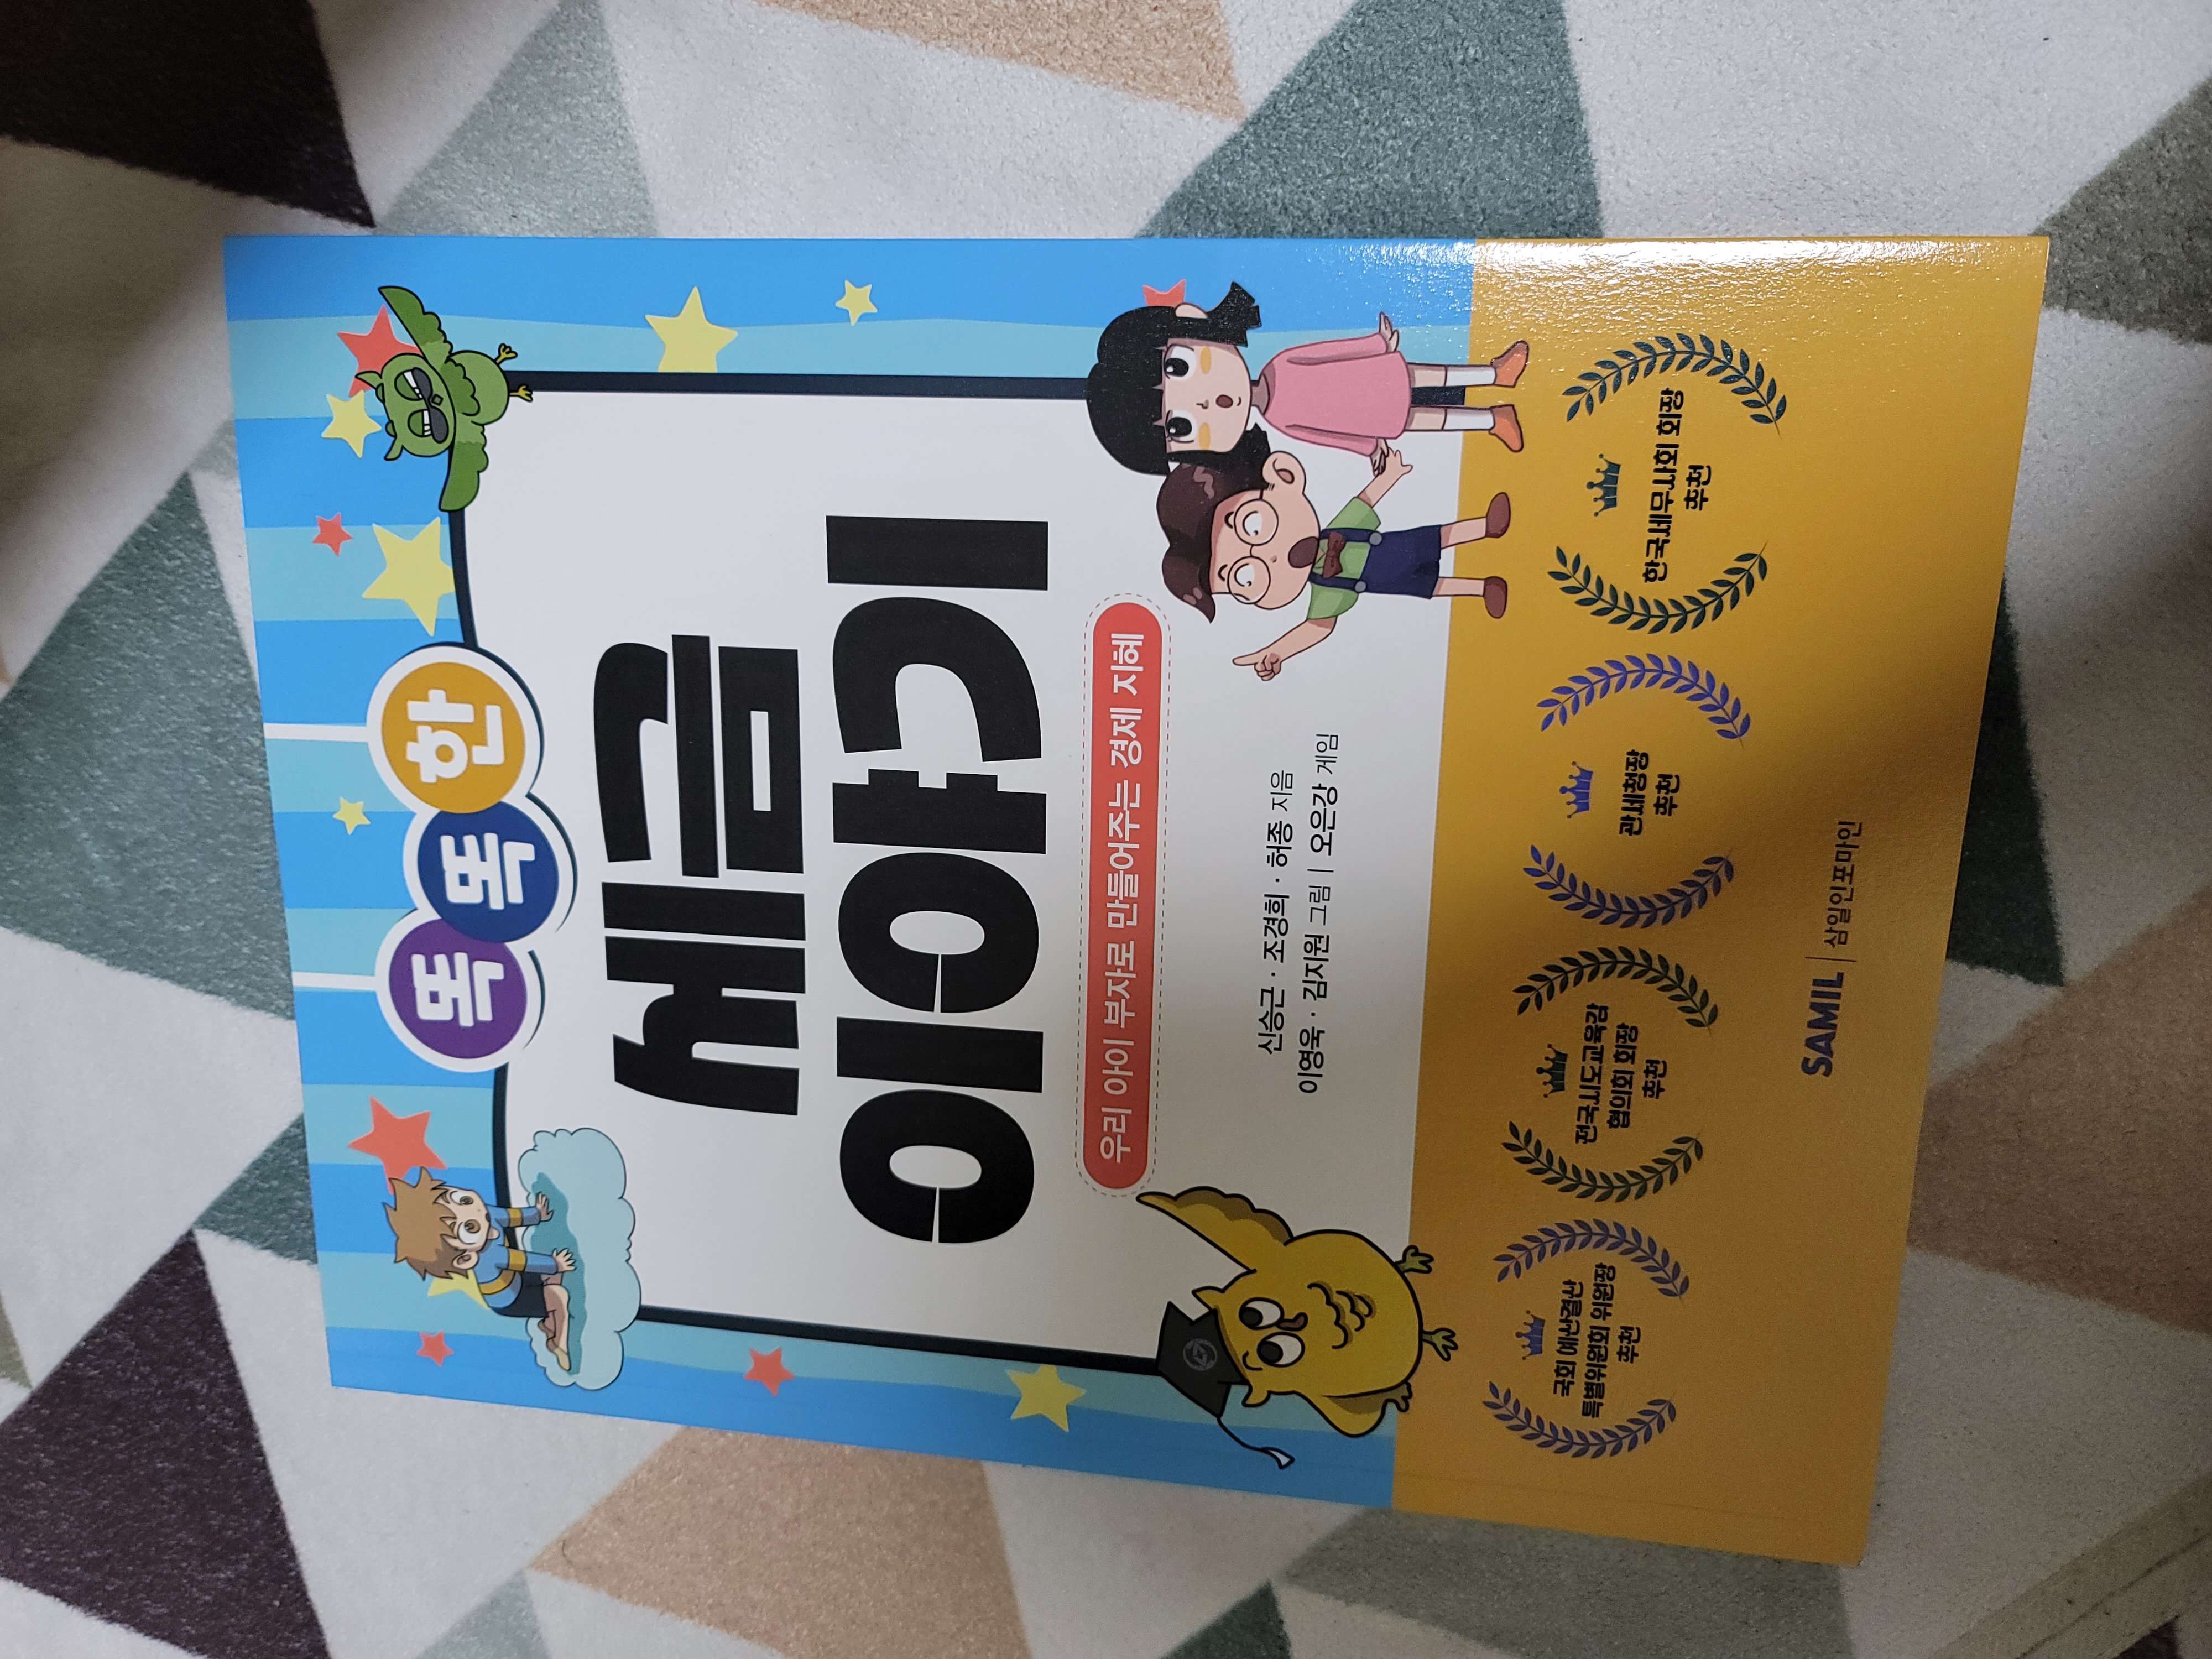 똑똑한
세금
이야기
우리 아이 부자로 만들어주는 경제 지혜
신승근 · 조경희 · 허종 지음
이영욱 · 김지원 그림 | 오은강 게임
국회 예산결산
특별위원회 위원장
추천
전국시도교육감
협의회 회장
추천
관세청장
추천
한국세무사회 회장
추천
SAMIL | 삼일인포마인